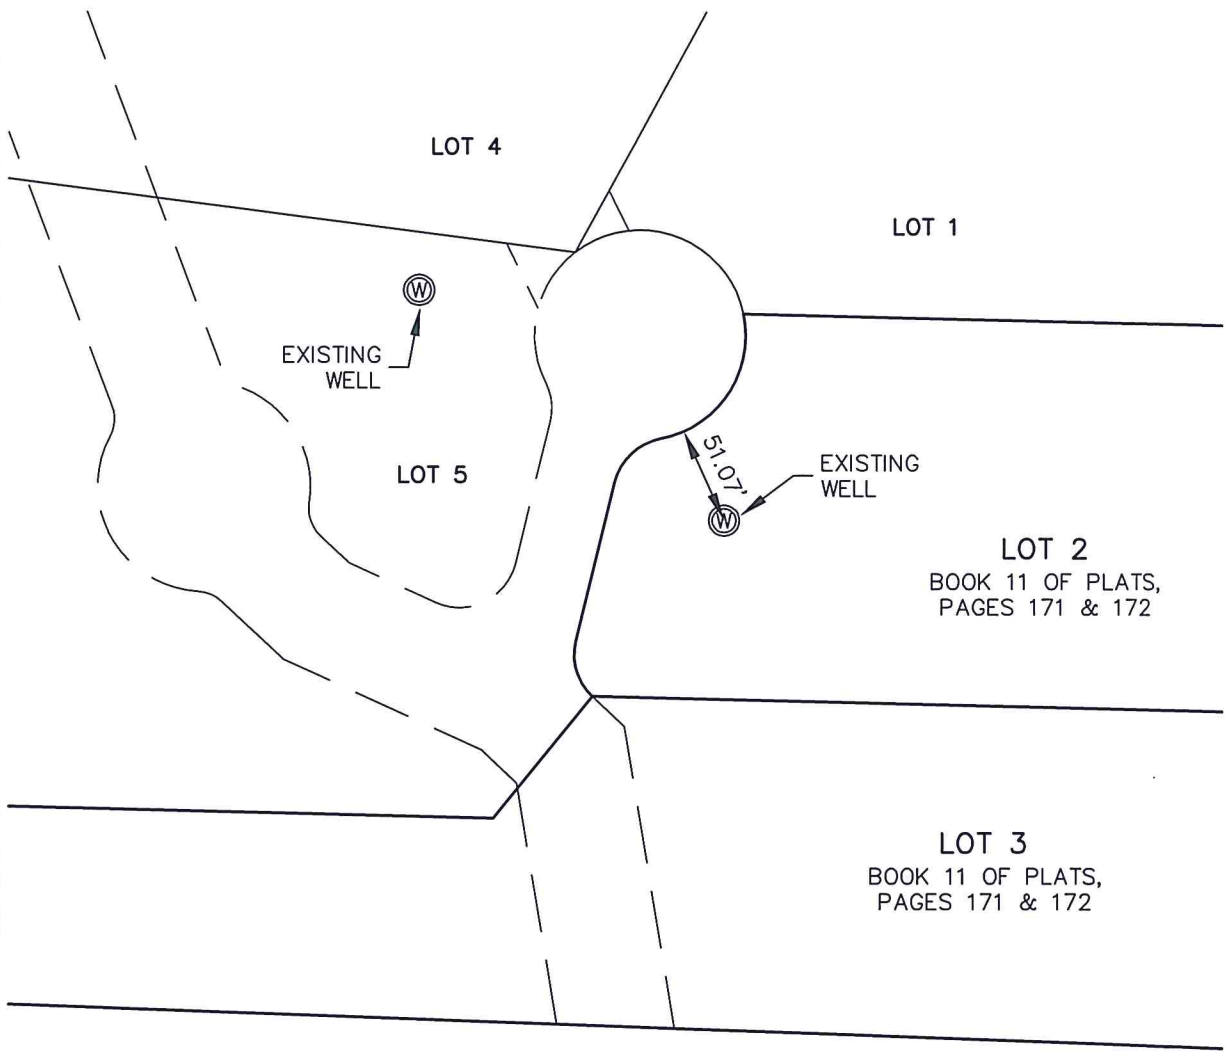 LOT 4
LOT 1
W
EXISTING
WELL
LOT 5
51.07'
EXISTING
WELL
W
LOT 2
BOOK 11 OF PLATS,
PAGES 171 & 172
LOT 3
BOOK 11 OF PLATS,
PAGES 171 & 172